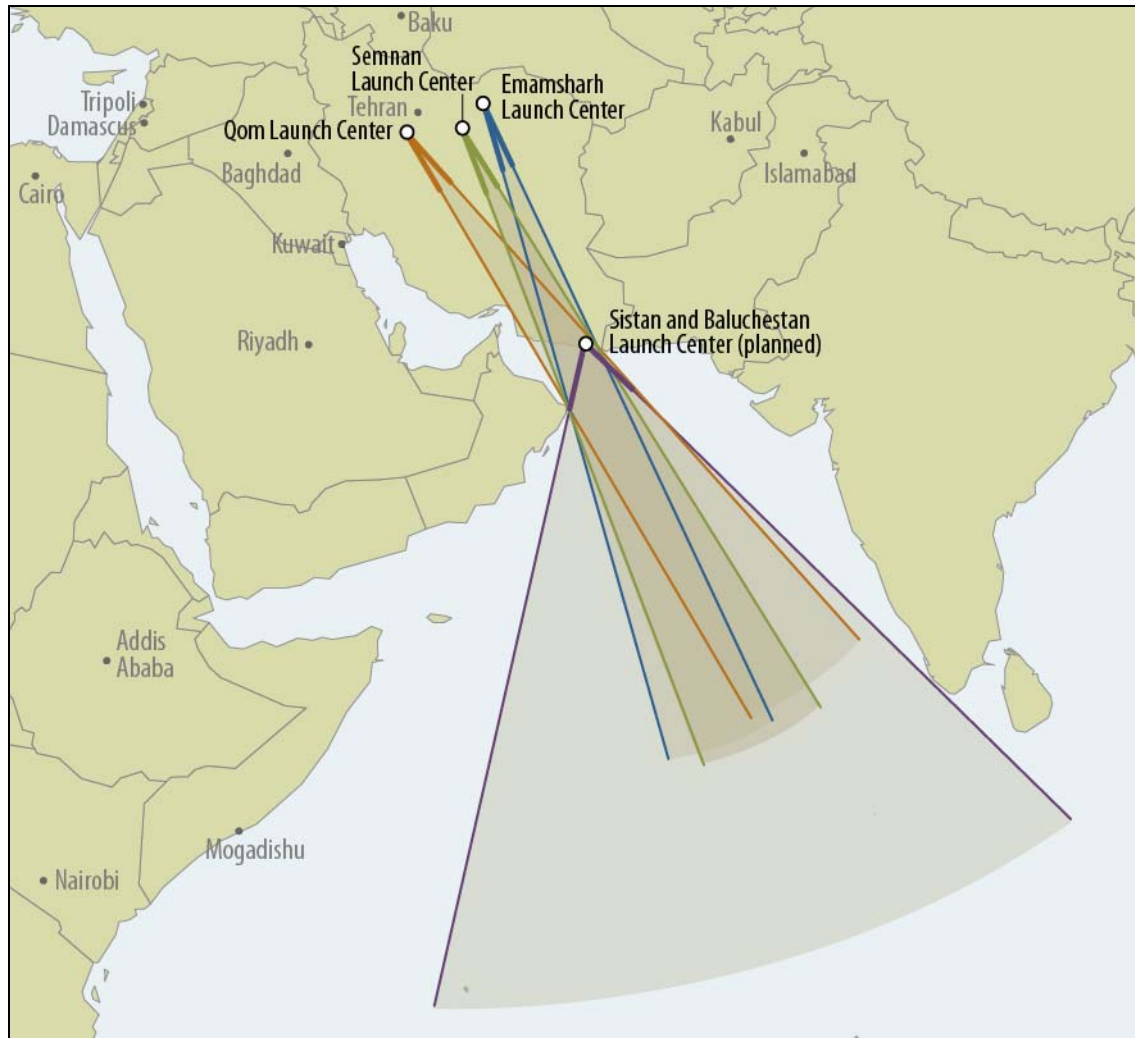 Baku
Semnan
Launch Center
Emamsharh
Launch Center
Tehran
Tripoli
Damascus
Qom Launch Center
Kabul
Baghdad
Islamabad
Cairo
Kuwait
Riyadh
Sistan and Baluchestan
Launch Center (planned)
Addis
Ababa
Mogadishu
Nairobi